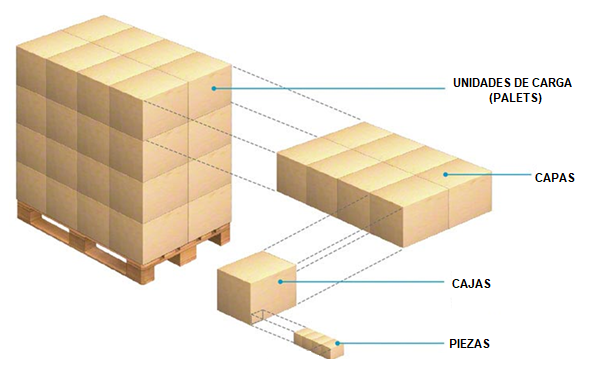 UNIDADES DE CARGA
(PALETS)
CAPAS
CAJAS
PIEZAS